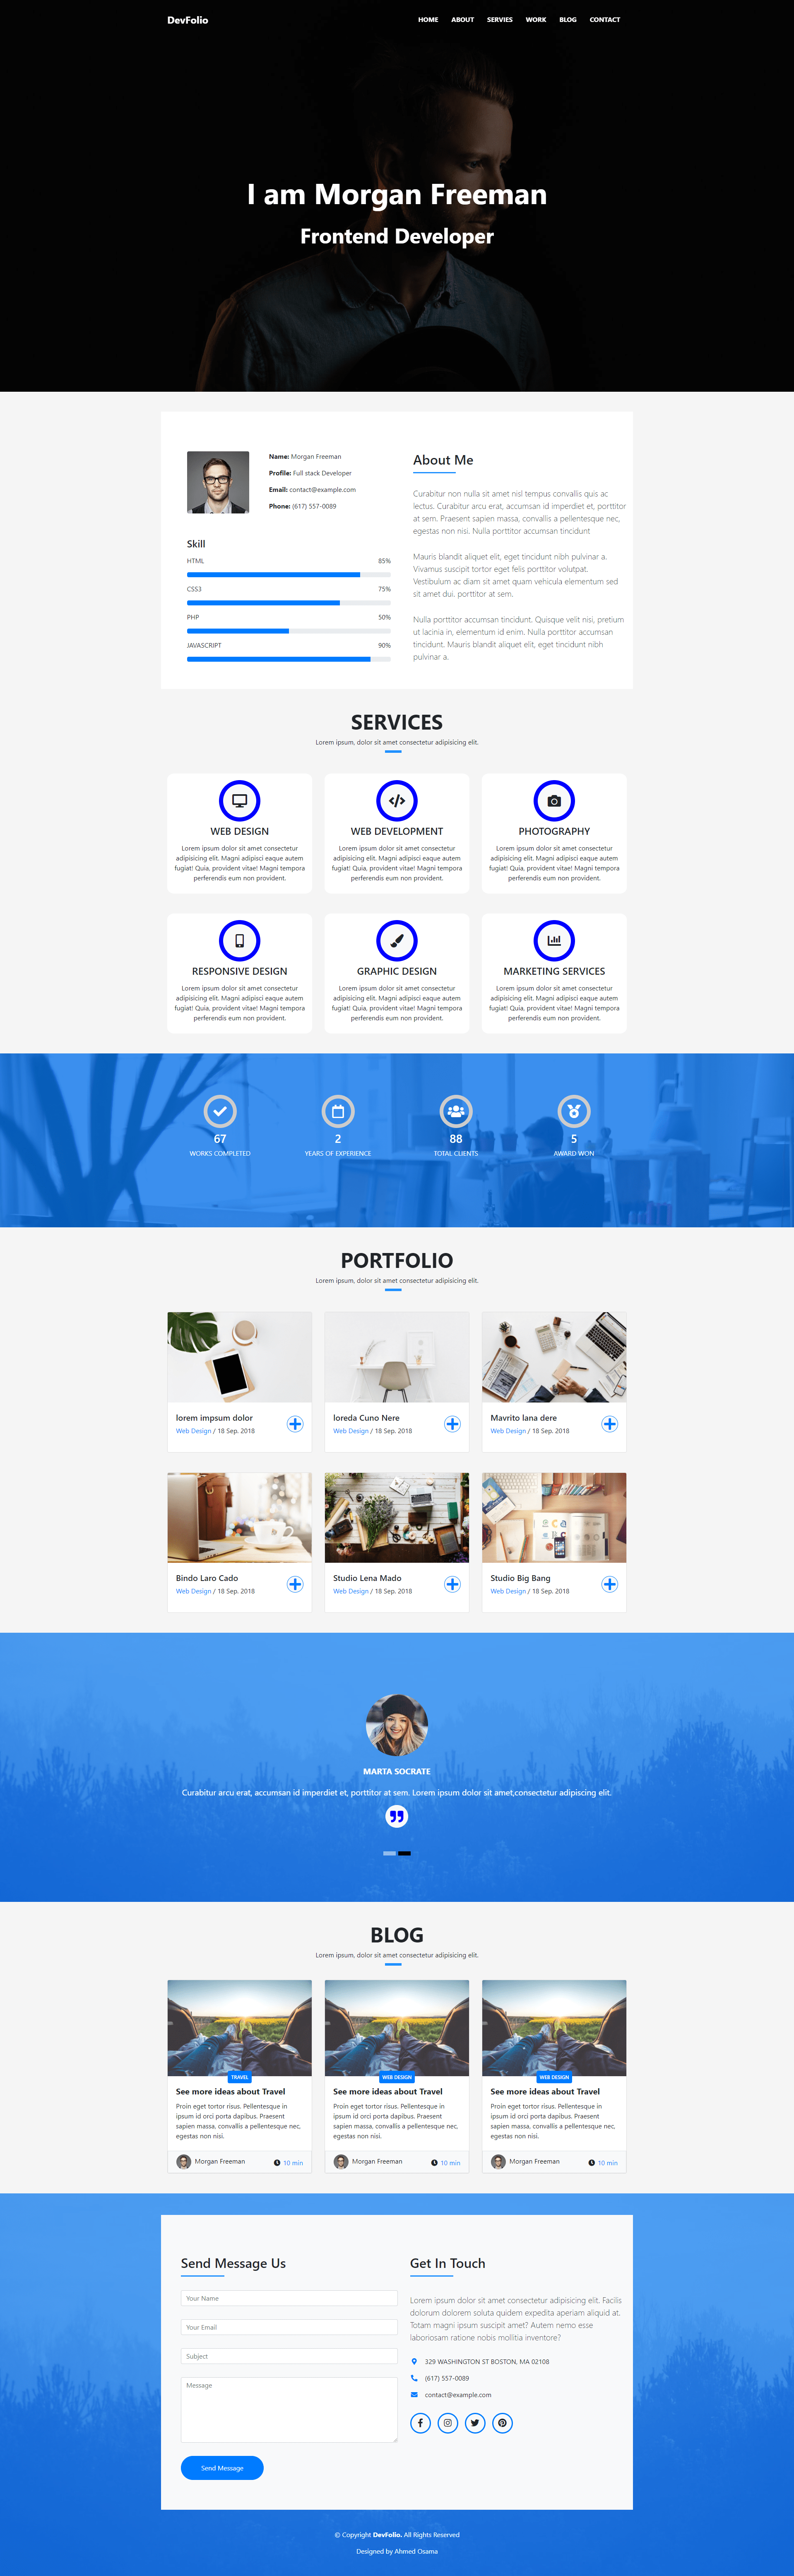 DevFolio
HOME ABOUT SERVIES WORK BLOG CONTACT
I am Morgan Freeman
Frontend Developer
Name: Morgan Freeman
Profile: Full stack Developer
Email: contact@example.com
Phone: (617) 557-0089
Skill
HTML 85%
CSS3 75%
PHP 50%
JAVASCRIPT 90%
About Me
Curabitur non nulla sit amet nisl tempus convallis quis ac
lectus. Curabitur arcu erat, accumsan id imperdiet et, porttitor
at sem. Praesent sapien massa, convallis a pellentesque nec,
egestas non nisi. Nulla porttitor accumsan tincidunt
Mauris blandit aliquet elit, eget tincidunt nibh pulvinar a.
Vivamus suscipit tortor eget felis porttitor volutpat.
Vestibulum ac diam sit amet quam vehicula elementum sed
sit amet dui. porttitor at sem.
Nulla porttitor accumsan tincidunt. Quisque velit nisi, pretium
ut lacinia in, elementum id enim. Nulla porttitor accumsan
tincidunt. Mauris blandit aliquet elit, eget tincidunt nibh
pulvinar a.
SERVICES
Lorem ipsum, dolor sit amet consectetur adipisicing elit.
WEB DESIGN
Lorem ipsum dolor sit amet consectetur
adipisicing elit. Magni adipisci eaque autem
fugiat! Quia, provident vitae! Magni tempora
perferendis eum non provident.
WEB DEVELOPMENT
Lorem ipsum dolor sit amet consectetur
adipisicing elit. Magni adipisci eaque autem
fugiat! Quia, provident vitae! Magni tempora
perferendis eum non provident.
PHOTOGRAPHY
Lorem ipsum dolor sit amet consectetur
adipisicing elit. Magni adipisci eaque autem
fugiat! Quia, provident vitae! Magni tempora
perferendis eum non provident.
RESPONSIVE DESIGN
Lorem ipsum dolor sit amet consectetur
adipisicing elit. Magni adipisci eaque autem
fugiat! Quia, provident vitae! Magni tempora
perferendis eum non provident.
GRAPHIC DESIGN
Lorem ipsum dolor sit amet consectetur
adipisicing elit. Magni adipisci eaque autem
fugiat! Quia, provident vitae! Magni tempora
perferendis eum non provident.
MARKETING SERVICES
Lorem ipsum dolor sit amet consectetur
adipisicing elit. Magni adipisci eaque autem
fugiat! Quia, provident vitae! Magni tempora
perferendis eum non provident.
67
WORKS COMPLETED
2
YEARS OF EXPERIENCE
88
TOTAL CLIENTS
5
AWARD WON
PORTFOLIO
Lorem ipsum, dolor sit amet consectetur adipisicing elit.
lorem impsum dolor
Web Design / 18 Sep. 2018
loreda Cuno Nere
Web Design / 18 Sep. 2018
Mavrito lana dere
Web Design / 18 Sep. 2018
Bindo Laro Cado
Web Design / 18 Sep. 2018
Studio Lena Mado
Web Design / 18 Sep. 2018
Studio Big Bang
Web Design / 18 Sep. 2018
MARTA SOCRATE
Curabitur arcu erat, accumsan id imperdiet et, porttitor at sem. Lorem ipsum dolor sit amet,consectetur adipiscing elit.
BLOG
Lorem ipsum, dolor sit amet consectetur adipisicing elit.
TRAVEL
See more ideas about Travel
Proin eget tortor risus. Pellentesque in
ipsum id orci porta dapibus. Praesent
sapien massa, convallis a pellentesque nec,
egestas non nisi.
Morgan Freeman 10 min
WEB DESIGN
See more ideas about Travel
Proin eget tortor risus. Pellentesque in
ipsum id orci porta dapibus. Praesent
sapien massa, convallis a pellentesque nec,
egestas non nisi.
Morgan Freeman 10 min
WEB DESIGN
See more ideas about Travel
Proin eget tortor risus. Pellentesque in
ipsum id orci porta dapibus. Praesent
sapien massa, convallis a pellentesque nec,
egestas non nisi.
Morgan Freeman 10 min
Send Message Us
Your Name
Your Email
Subject
Message
Send Message
Get In Touch
Lorem ipsum dolor sit amet consectetur adipisicing elit. Facilis
dolorum dolorem soluta quidem expedita aperiam aliquid at.
Totam magni ipsum suscipit amet? Autem nemo esse
laboriosam ratione nobis mollitia inventore?
329 WASHINGTON ST BOSTON, MA 02108
(617) 557-0089
contact@example.com
© Copyright DevFolio. All Rights Reserved
Designed by Ahmed Osama